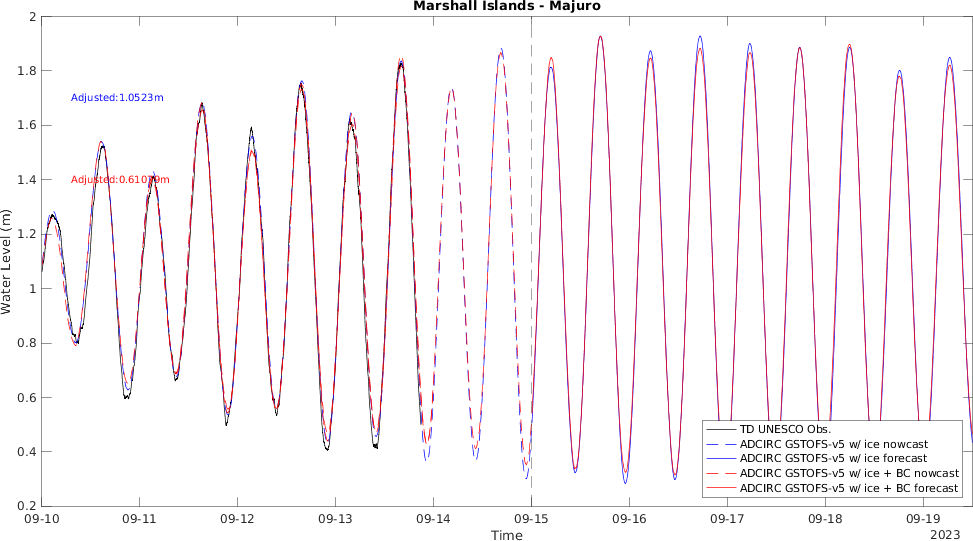 Marshall Islands - Majuro
2
1.8
1.6
1.4
1.2
1
0.8
0.6
0.4
0.2
Water Level (m)
Adjusted:1.0523m
TD UNESCO Obs.
ADCIRC GSTOFS-v5 w/ ice nowcast
ADCIRC GSTOFS-v5 w/ ice forecast
ADCIRC GSTOFS-v5 w/ ice + BC nowcast
ADCIRC GSTOFS-v5 w/ ice + BC forecast
09-10 09-11 09-12 09-13 09-14 09-15 09-16 09-17 09-18 09-19
Time
2023